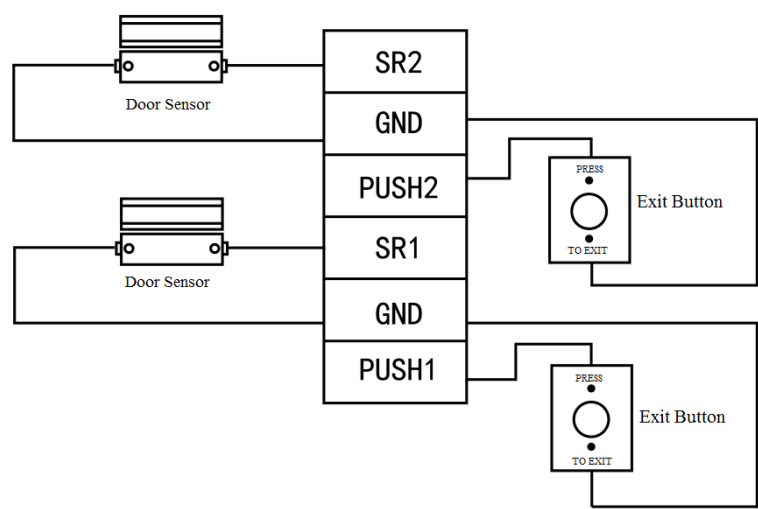 SR2
Door Sensor
GND
PRESS
PUSH2
Exit Button
TO EXIT
SR1
Door Sensor
GND
PUSH1
PRESS
Exit Button
TO EXIT